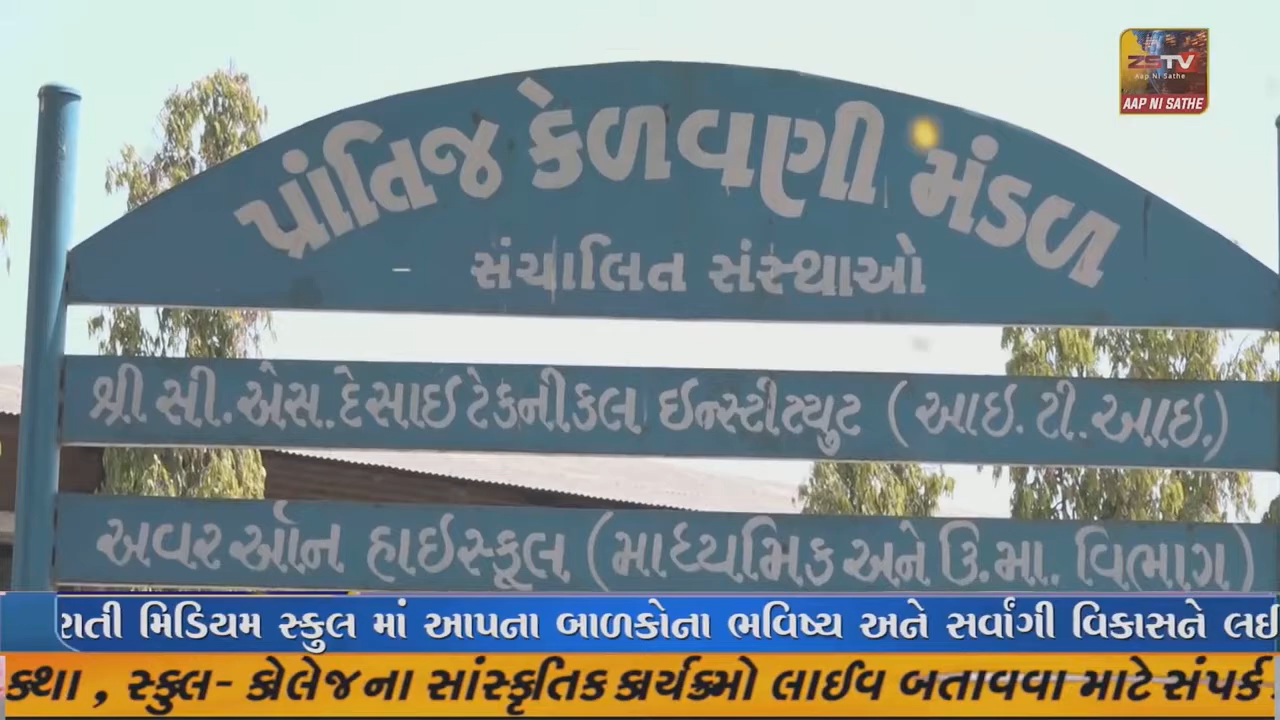 ZSTV
Aap Ni Sathe
AAP NI SATHE
પ્રાંતિજ કેળવણી મંડળ
સંચાલિત સંસ્થાઓ
શ્રી.સી.એસ.દેસાઇ ટેકનીકલ ઇન્સ્ટીટ્યુટ (આઇ.ટી.આઇ.)
અવર ઑન હાઇસ્કૂલ (માધ્યમિક અને ઉ.મા. વિભાગ)
રાતી મિડિયમ સ્કુલ માં આપના બાળકોના ભવિષ્ય અને સર્વાંગી વિકાસને લઈ
કથા , સ્કુલ- કોલેજના સાંસ્કૃતિક કાર્યક્રમો લાઈવ બતાવવા માટે સંપર્ક